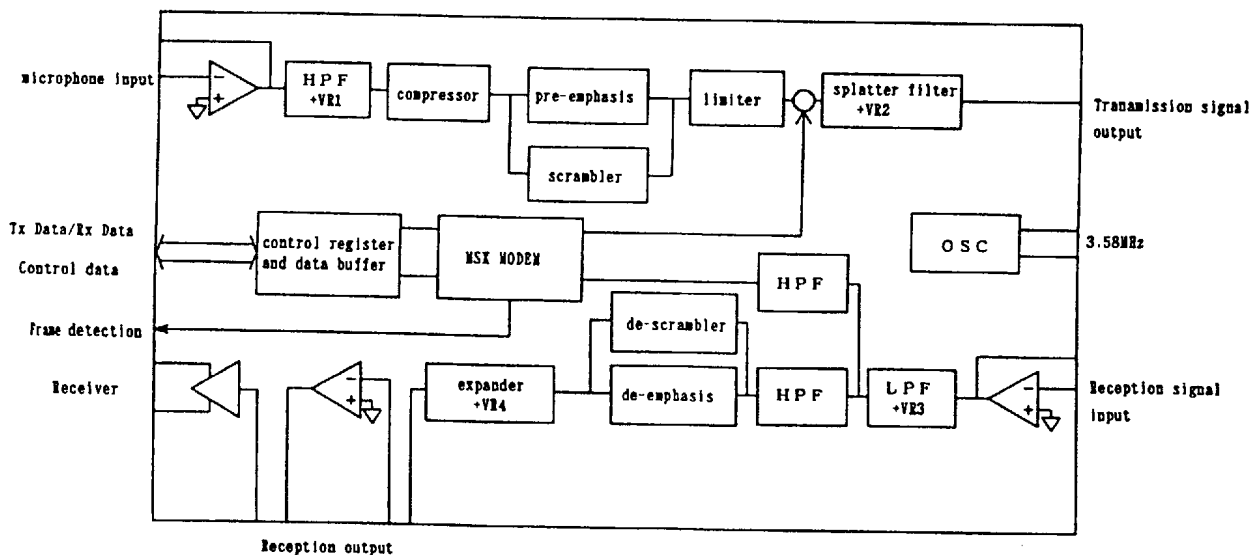 microphone input
HPF
+VR1
compressor
pre-emphasis
limiter
splatter filter
+VR2
Tranamission signal
output
scrambler
Tx Data/Rx Data
Control data
control register
and data buffer
MSK MODEM
OSC
3.58MHz
HPF
Frame detection
de-scrambler
Receiver
expander
+VR4
de-emphasis
HPF
LPF
+VR3
Reception signal
input
Reception output